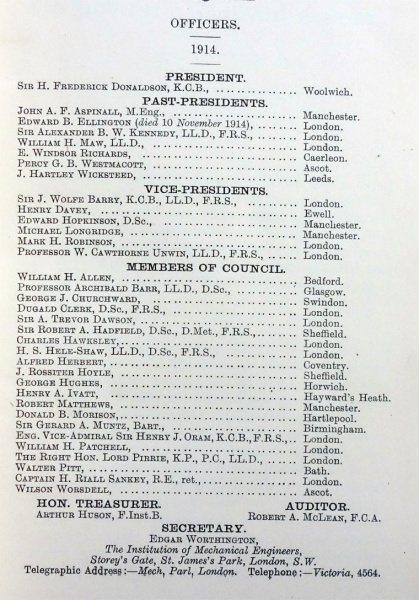 OFFICERS.
1914.
PRESIDENT.
SIR H. FREDERICK DONALDSON, K.C.B., .............. Woolwich.
PAST-PRESIDENTS.
JOHN A. F. ASPINALL, M.Eng., .............. Manchester.
EDWARD B. ELLINGTON (died 10 November 1914), ....... London.
SIR ALEXANDER B. W. KENNEDY, LL.D., F.R.S., ....... London.
WILLIAM H. MAW, LL.D., .............. London.
E. WINDSOR RICHARDS, .............. Caerleon.
PERCY G. B. WESTMACOTT, .............. Ascot.
J. HARTLEY WICKSTEED, .............. Leeds.
VICE-PRESIDENTS.
SIR J. WOLFE BARRY, K.C.B., LL.D., F.R.S., ....... London.
HENRY DAVEY, .............. Ewell.
EDWARD HOPKINSON, D.Sc., .............. Manchester.
MICHAEL LONGRIDGE, .............. Manchester.
MARK H. ROBINSON, .............. London.
PROFESSOR W. CAWTHORNE UNWIN, LL.D., F.R.S., .. London.
MEMBERS OF COUNCIL.
WILLIAM H. ALLEN, .............. Bedford.
PROFESSOR ARCHIBALD BARR, LL.D., D.Sc., ....... Glasgow.
GEORGE J. CHURCHWARD, .............. Swindon.
DUGALD CLERK, D.Sc., F.R.S., .............. London.
SIR A. TREVOR DAWSON, .............. London.
SIR ROBERT A. HADFIELD, D.Sc., D.Met., F.R.S., ....... Sheffield.
CHARLES HAWKSLEY, .............. London.
H. S. HELE-SHAW, LL.D., D.Sc., F.R.S., ....... London.
ALFRED HERBERT, .............. Coventry.
J. ROSSITER HOYLE, .............. Sheffield.
GEORGE HUGHES, .............. Horwich.
HENRY A. IVATT, .............. Hayward's Heath.
ROBERT MATTHEWS, .............. Manchester.
DONALD B. MORISON, .............. Hartlepool.
SIR GERARD A. MUNTZ, BART., .............. Birmingham.
ENG. VICE-ADMIRAL SIR HENRY J. ORAM, K.C.B., F.R.S., .. London.
WILLIAM H. PATCHELL, .............. London.
THE RIGHT HON. LORD PIRRIE, K.P., P.C., LL.D., ..... London.
WALTER PITT, .............. Bath.
CAPTAIN H. RIALL SANKEY, R.E., ret., .............. London.
WILSON WORSDELL, .............. Ascot.
HON. TREASURER. AUDITOR.
ARTHUR HUSON, F.Inst.B. ROBERT A. MCLEAN, F.C.A.
SECRETARY.
EDGAR WORTHINGTON,
The Institution of Mechanical Engineers,
Storey's Gate, St. James's Park, London, S.W.
Telegraphic Address:—Mech, Parl, London. Telephone:—Victoria, 4564.